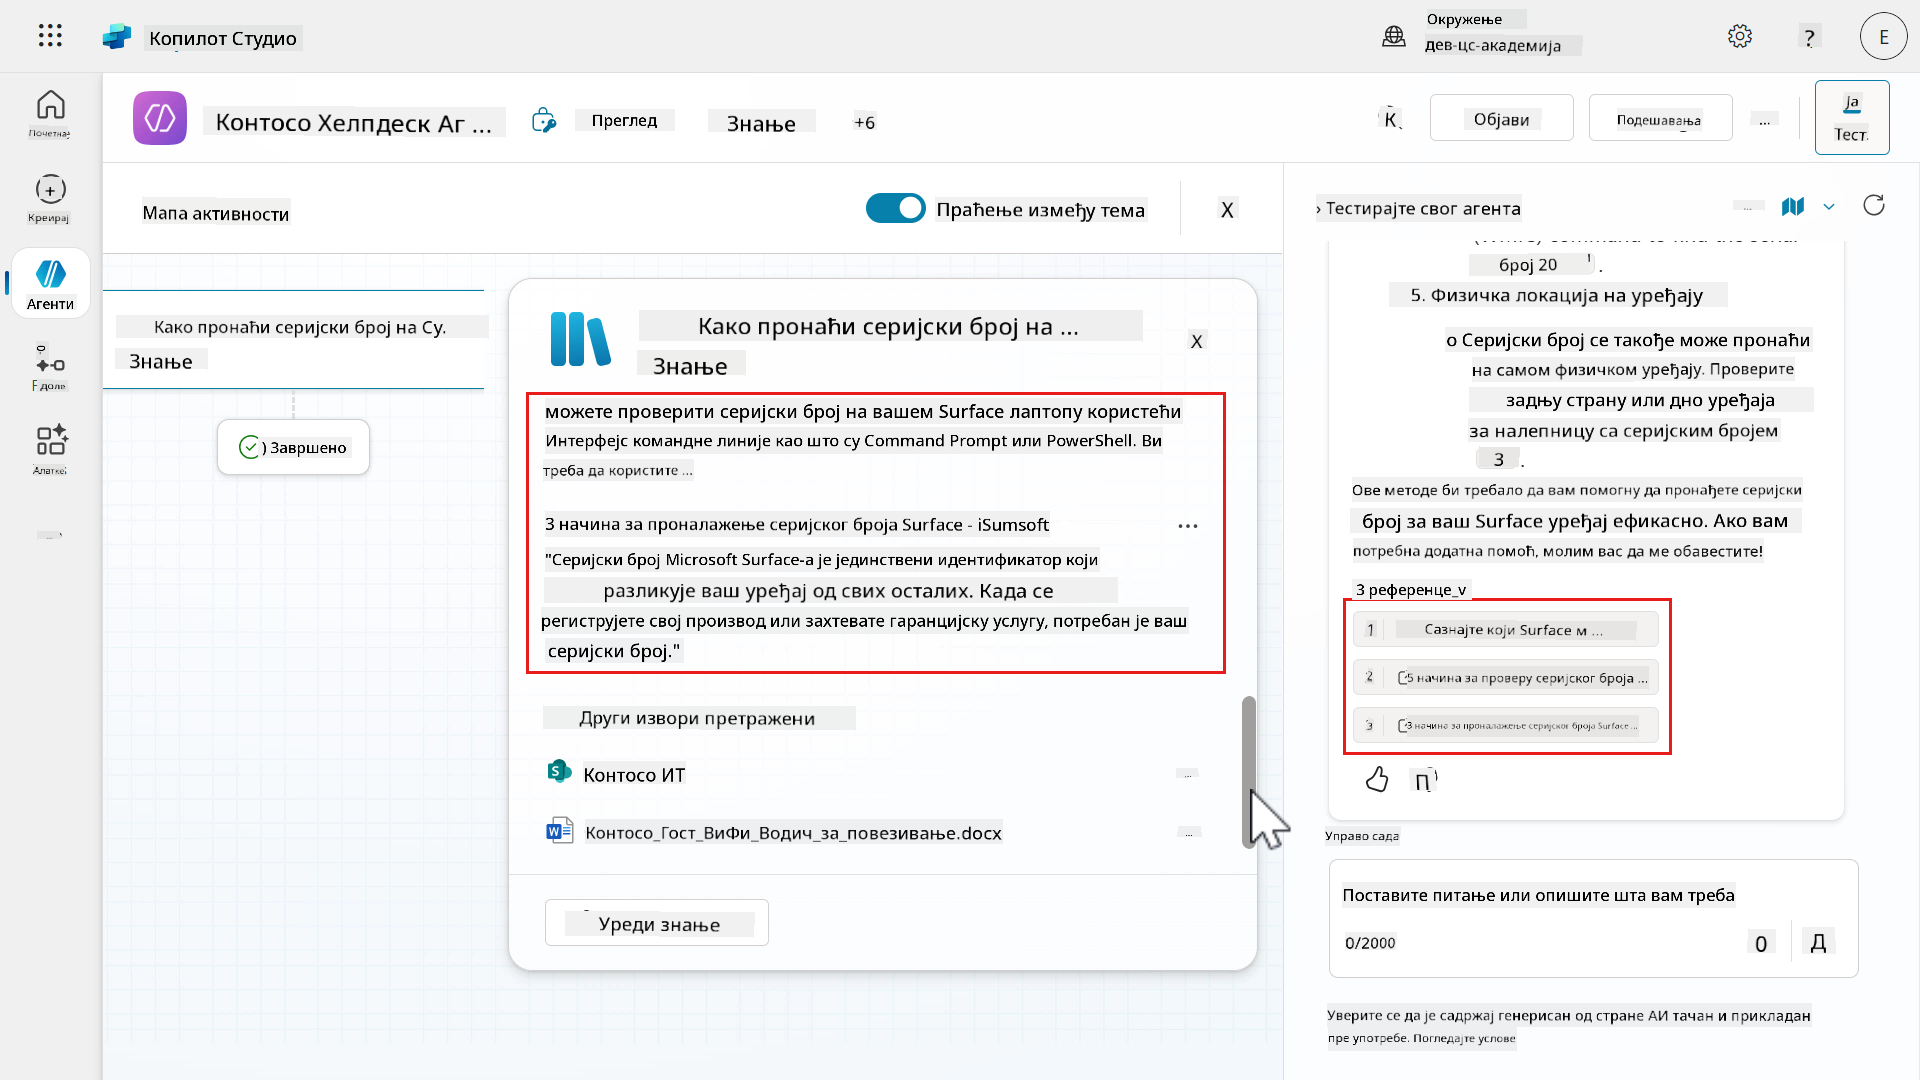 Копилот Студио
Окружење
дев-цс-академија
?
E
Почетнај
Креирај
Агенти
Алатке
Контосо Хелпдеск Аг ...
Преглед
Знање
+6
К
Објави
Подешавања
...
Ја
Тест
Мапа активности
Праћење између тема
X
Како пронаћи серијски број на Су.
Знање
Завршено
Како пронаћи серијски број на ...
Знање
X
можете проверити серијски број на вашем Surface лаптопу користећи
Интерфејс командне линије као што су Command Prompt или PowerShell. Ви
треба да користите ...
3 начина за проналажење серијског броја Surface - iSumsoft
...
"Серијски број Microsoft Surface-а је јединствени идентификатор који
разликује ваш уређај од свих осталих. Када се
региструјете свој производ или захтевате гаранцијску услугу, потребан је ваш
серијски број."
Други извори претражени
Контосо ИТ
...
Контосо_Гост_ВиФи_Водич_за_повезивање.docx
...
Уреди знање
› Тестирајте свог агента
...
број 20
1
.
5. Физичка локација на уређају
о Серијски број се такође може пронаћи
на самом физичком уређају. Проверите
задњу страну или дно уређаја
за налепницу са серијским бројем
3 .
Ове методе би требало да вам помогну да пронађете серијски
број за ваш Surface уређај ефикасно. Ако вам
потребна додатна помоћ, молим вас да ме обавестите!
3 референце_v
1 Сазнајте који Surface м ...
2 5 начина за проверу серијског броја ...
3 3 начина за проналажење серијског броја Surface ...
П
Управо сада
Поставите питање или опишите шта вам треба
0/2000
0
Д
Уверите се да је садржај генерисан од стране АИ тачан и прикладан
пре употребе. Погледајте услове